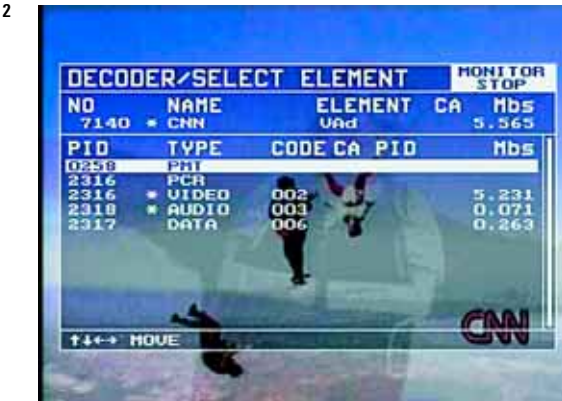 2
DECODER/SELECT ELEMENT MONITOR STOP
NO NAME ELEMENT CA Mbs
7140 * CNN VAd 5.565
PID TYPE CODE CA PID Mbs
0258 PMT
2316 PCR
2316 * VIDEO 002 5.231
2318 * AUDIO 003 0.071
2317 DATA 006 0.263
CNN
↑↓←→ MOVE